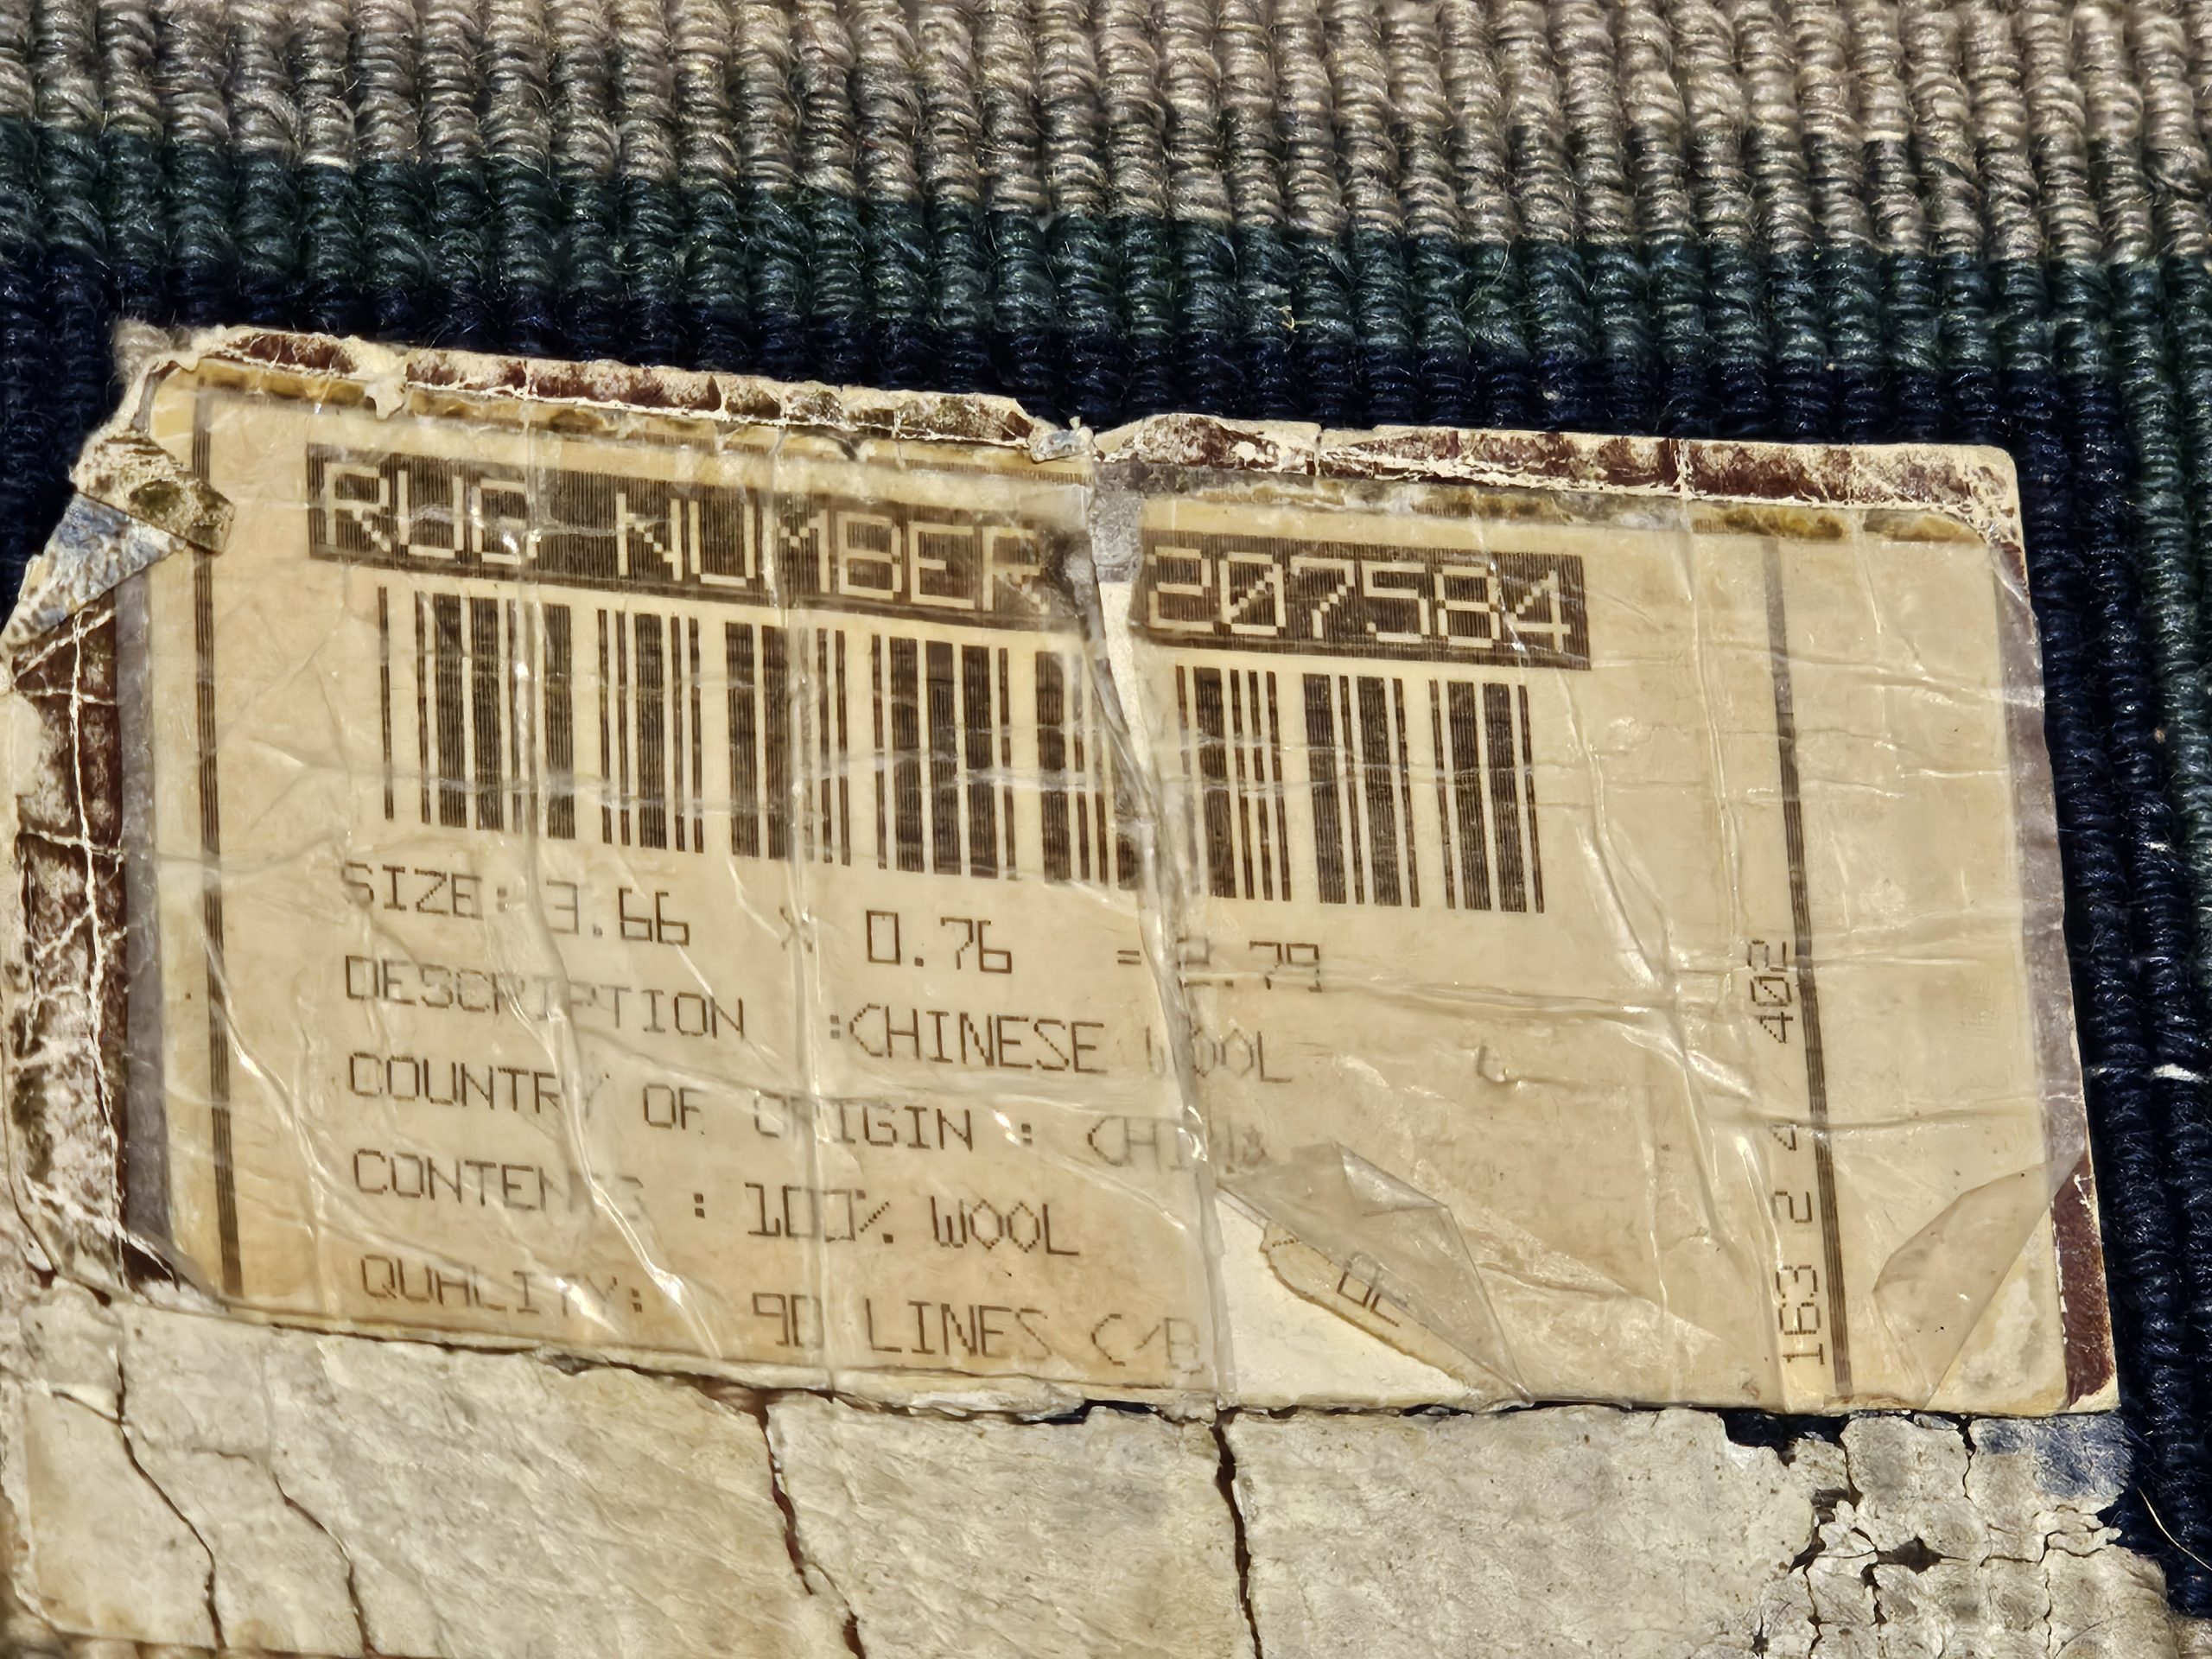 RUG NUMBER 207584
SIZE: 3.66 x 0.76 = 2.79
DESCRIPTION :CHINESE WOOL
COUNTRY OF ORIGIN : CHINA
CONTENTS : 100% WOOL
QUALITY: 90 LINES C/B
163 2 4 402